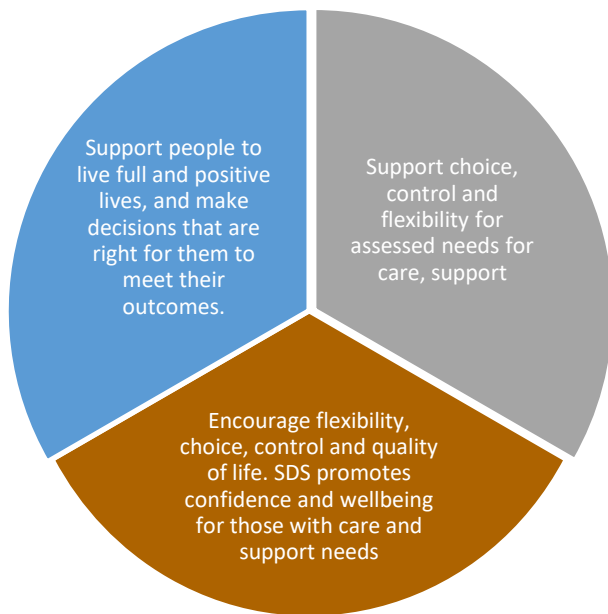 Support people to
live full and positive
lives, and make
decisions that are
right for them to
meet their
outcomes.
Support choice,
control and
flexibility for
assessed needs for
care, support
Encourage flexibility,
choice, control and quality
of life. SDS promotes
confidence and wellbeing
for those with care and
support needs